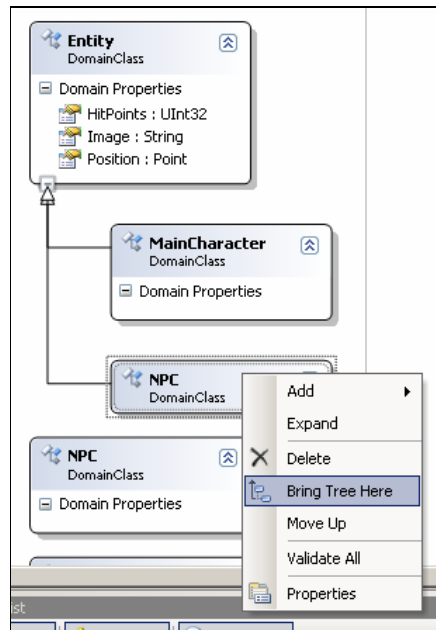 Entity
DomainClass
Domain Properties
HitPoints : UInt32
Image : String
Position : Point
MainCharacter
DomainClass
Domain Properties
NPC
DomainClass
NPC
DomainClass
Domain Properties
Add
Expand
Delete
Bring Tree Here
Move Up
Validate All
Properties
ist